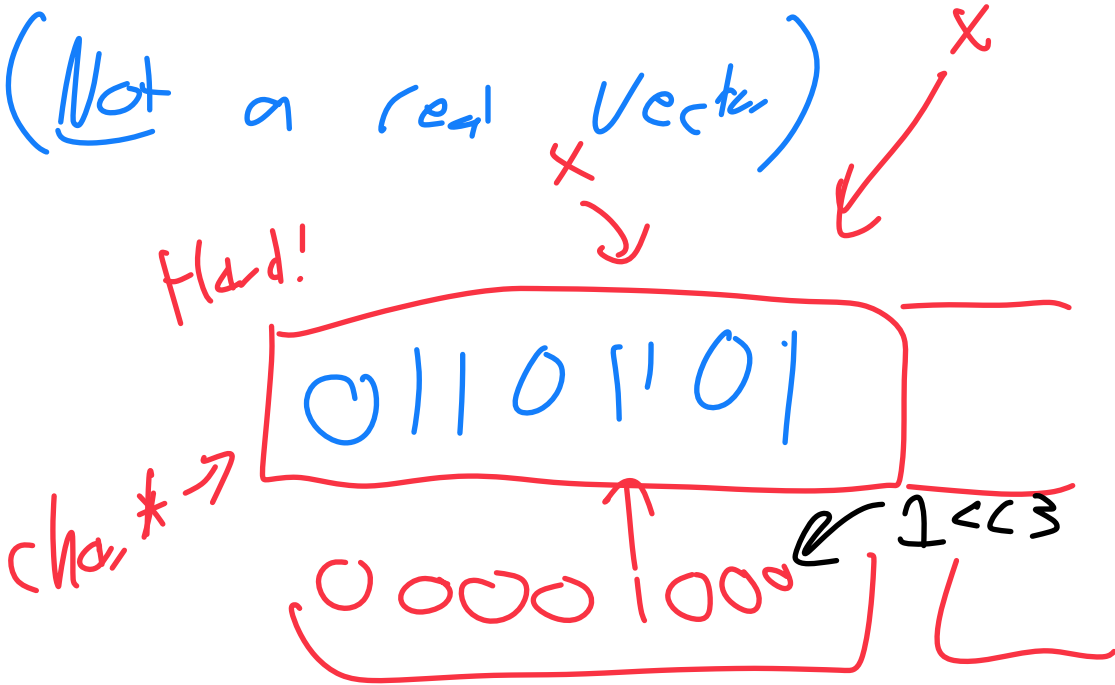 (Not a real vector)
x
x
Hard!
01101101
char*
1<<3
00001000